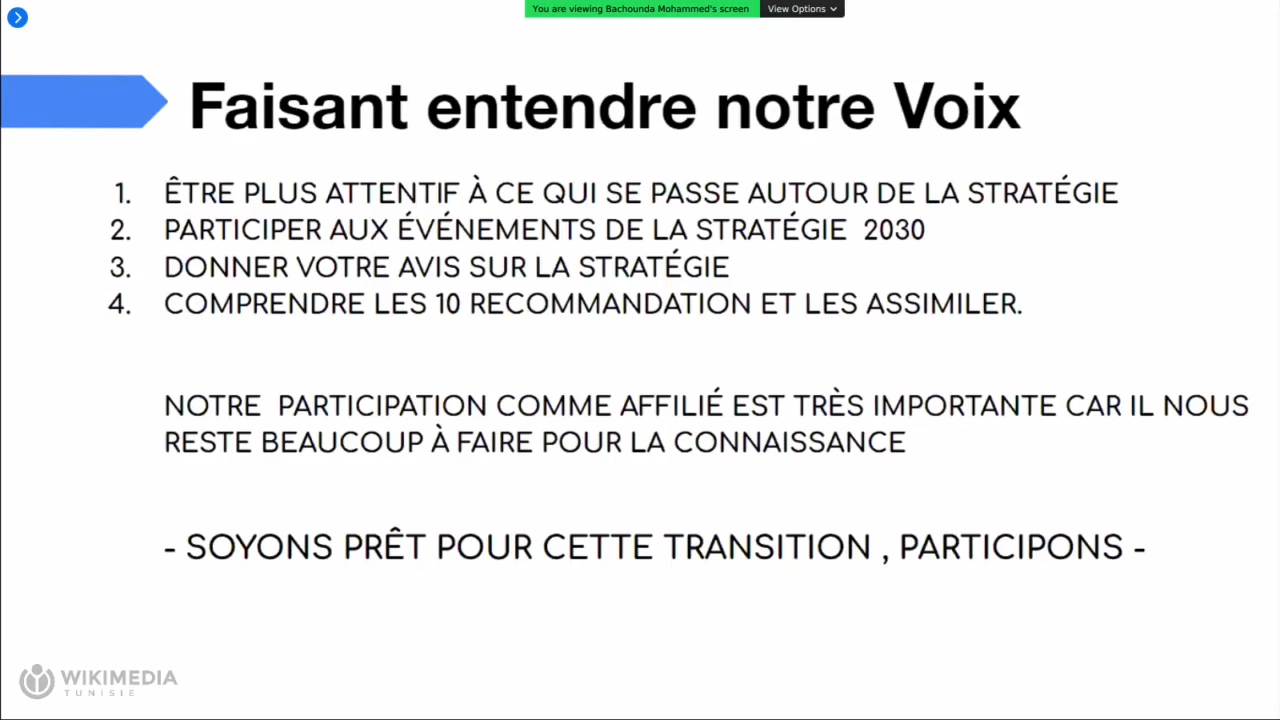 You are viewing Bachounda Mohammed's screen View Options
Faisant entendre notre Voix
1. ÊTRE PLUS ATTENTIF À CE QUI SE PASSE AUTOUR DE LA STRATÉGIE
2. PARTICIPER AUX ÉVÉNEMENTS DE LA STRATÉGIE 2030
3. DONNER VOTRE AVIS SUR LA STRATÉGIE
4. COMPRENDRE LES 10 RECOMMANDATION ET LES ASSIMILER.
NOTRE PARTICIPATION COMME AFFILIÉ EST TRÈS IMPORTANTE CAR IL NOUS
RESTE BEAUCOUP À FAIRE POUR LA CONNAISSANCE
- SOYONS PRÊT POUR CETTE TRANSITION , PARTICIPONS -
WIKIMEDIA
TUNISIE